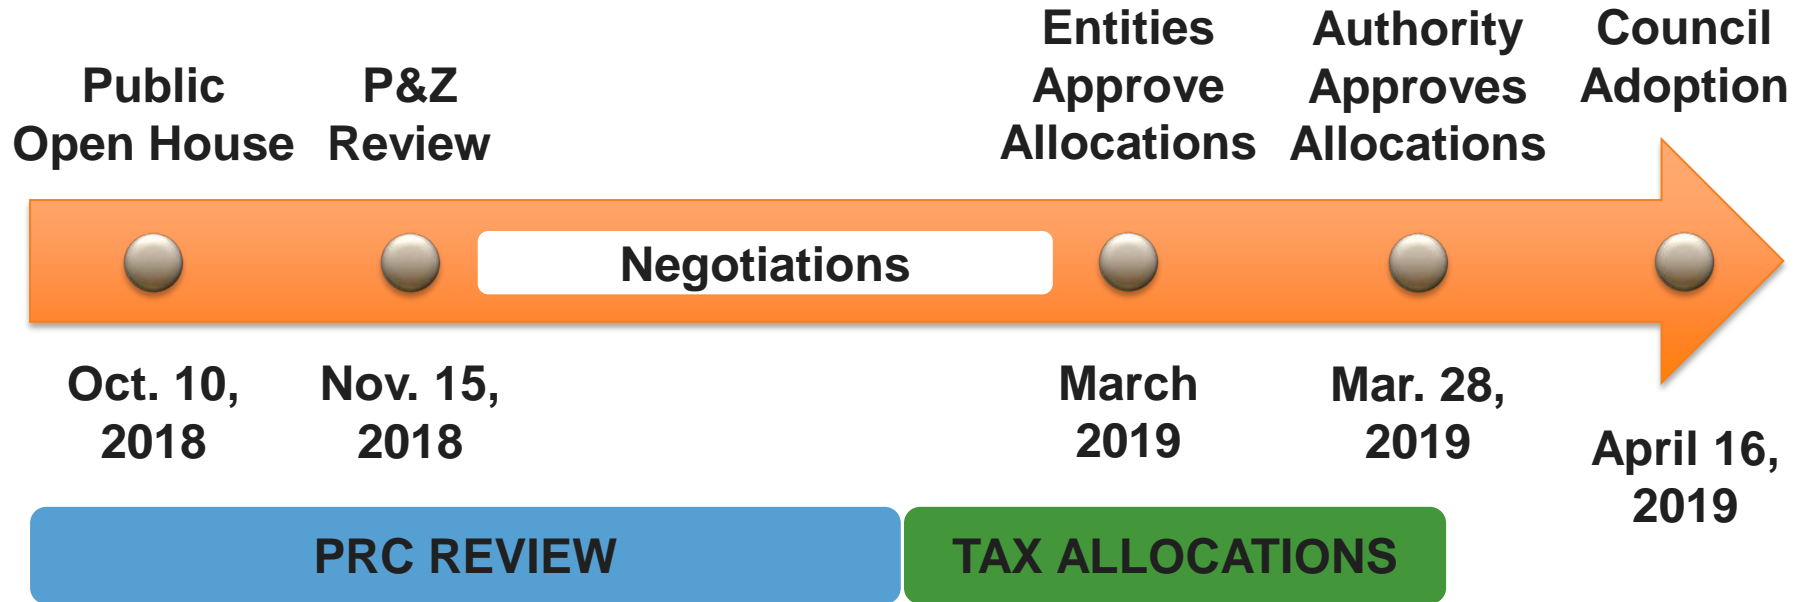 Public
Open House
P&Z
Review
Entities
Approve
Allocations
Authority
Approves
Allocations
Council
Adoption
Negotiations
Oct. 10,
2018
Nov. 15,
2018
March
2019
Mar. 28,
2019
April 16,
2019
PRC REVIEW
TAX ALLOCATIONS